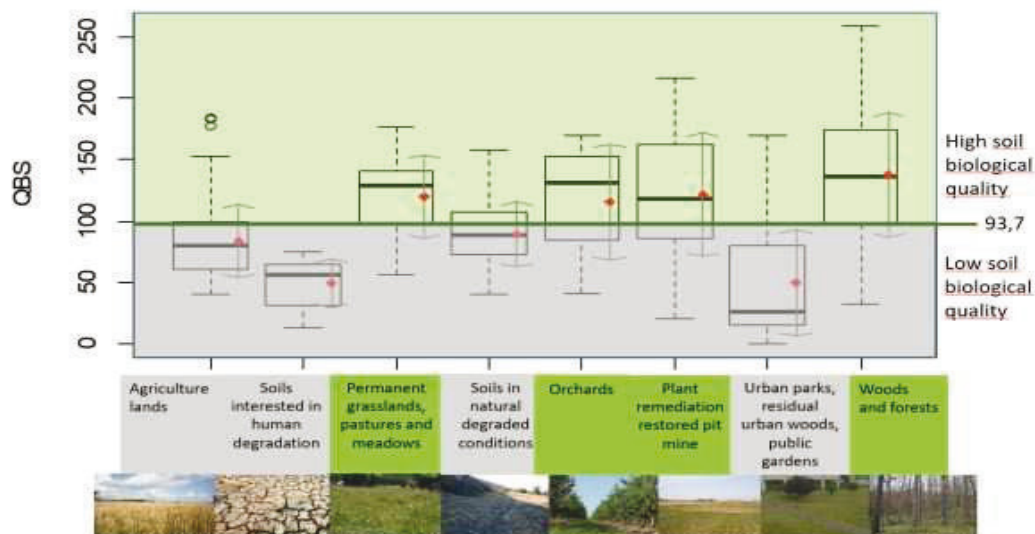 250
200
150
100
50
0
QBS
High soil
biological
quality
93,7
Low soil
biological
quality
Agriculture
lands
Soils
interested in
human
degradation
Permanent
grasslands,
pastures and
meadows
Soils in
natural
degraded
conditions
Orchards
Plant
remediation
restored pit
mine
Urban parks,
residual
urban woods,
public
gardens
Woods
and forests